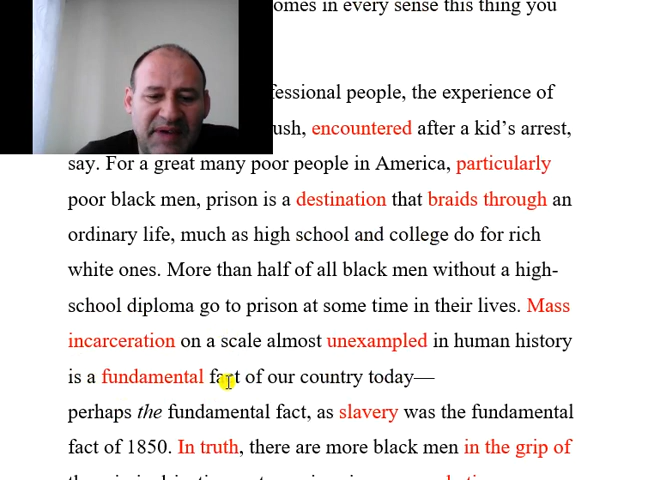 omes in every sense this thing you
fessional people, the experience of
ush, encountered after a kid’s arrest,
say. For a great many poor people in America, particularly
poor black men, prison is a destination that braids through an
ordinary life, much as high school and college do for rich
white ones. More than half of all black men without a high-
school diploma go to prison at some time in their lives. Mass
incarceration on a scale almost unexampled in human history
is a fundamental fact of our country today—
perhaps the fundamental fact, as slavery was the fundamental
fact of 1850. In truth, there are more black men in the grip of